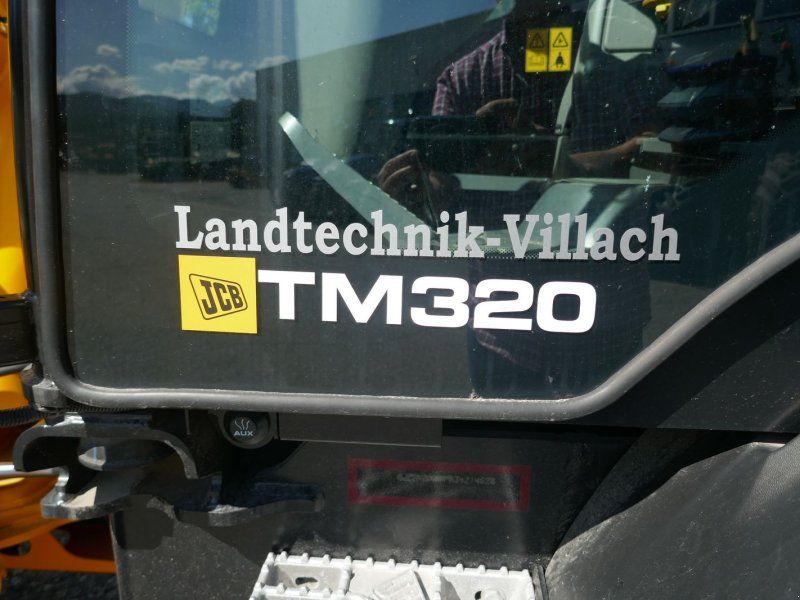 Landtechnik-Villach
JCB TM320
AUX